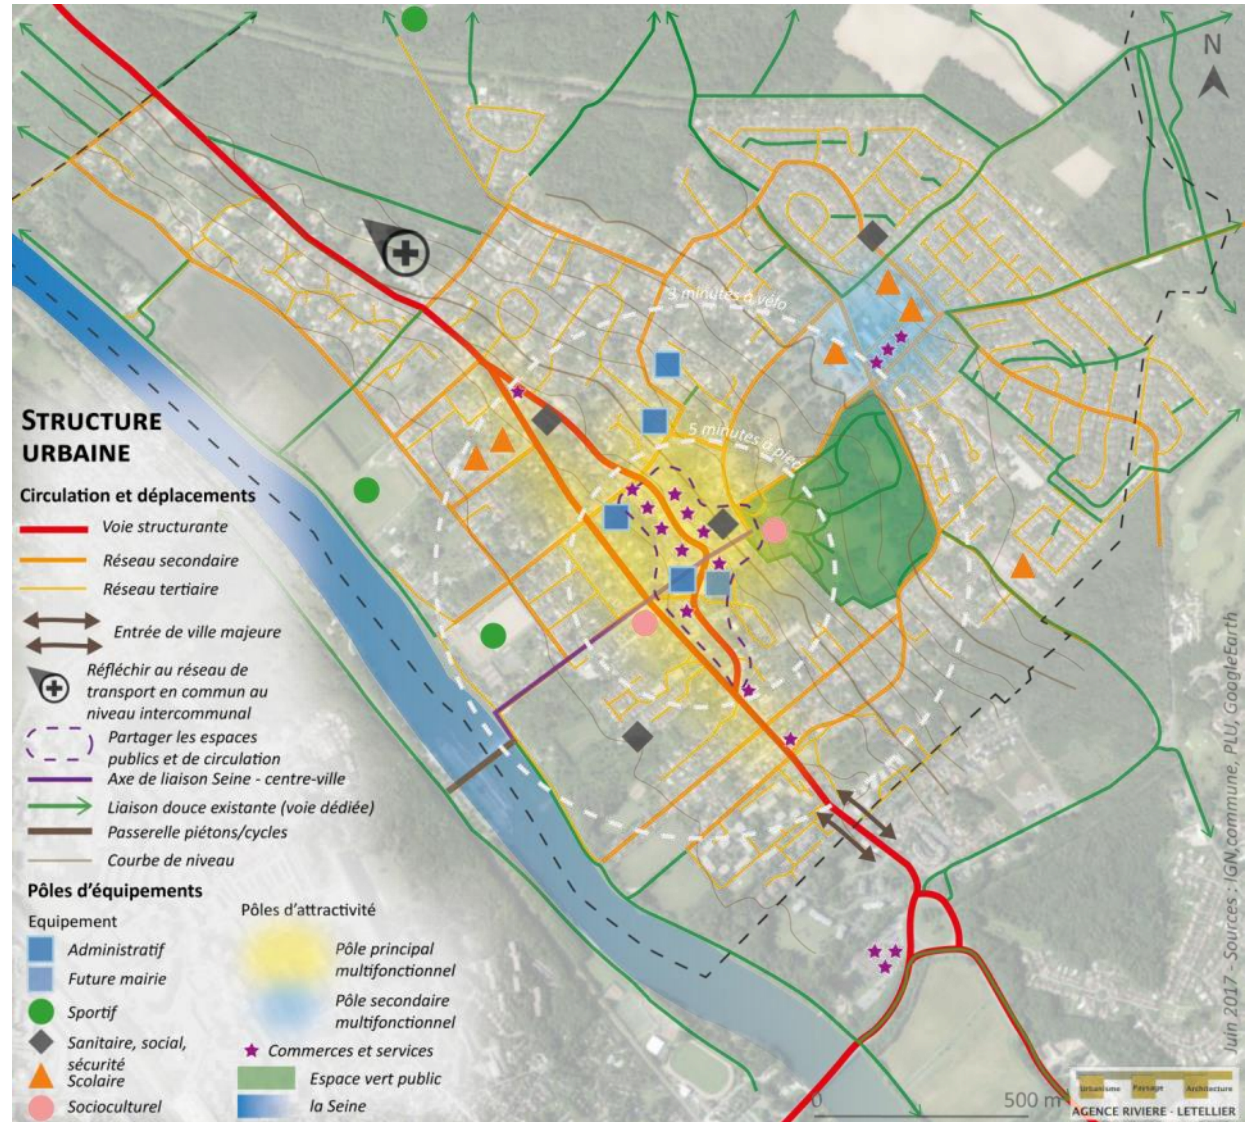 N
3 minutes à vélo
5 minutes à pied
STRUCTURE
URBAINE
Circulation et déplacements
Voie structurante
Réseau secondaire
Réseau tertiaire
Entrée de ville majeure
Réfléchir au réseau de
transport en commun au
niveau intercommunal
Partager les espaces
publics et de circulation
Axe de liaison Seine - centre-ville
Liaison douce existante (voie dédiée)
Passerelle piétons/cycles
Courbe de niveau
Pôles d'équipements
Equipement
Administratif
Future mairie
Sportif
Sanitaire, social,
sécurité
Scolaire
Socioculturel
Pôles d'attractivité
Pôle principal
multifonctionnel
Pôle secondaire
multifonctionnel
Commerces et services
Espace vert public
la Seine
0 500 m
Juin 2017 - Sources : IGN,commune, PLU, GoogleEarth
Urbanisme Paysage Architecture
AGENCE RIVIERE - LETELLIER